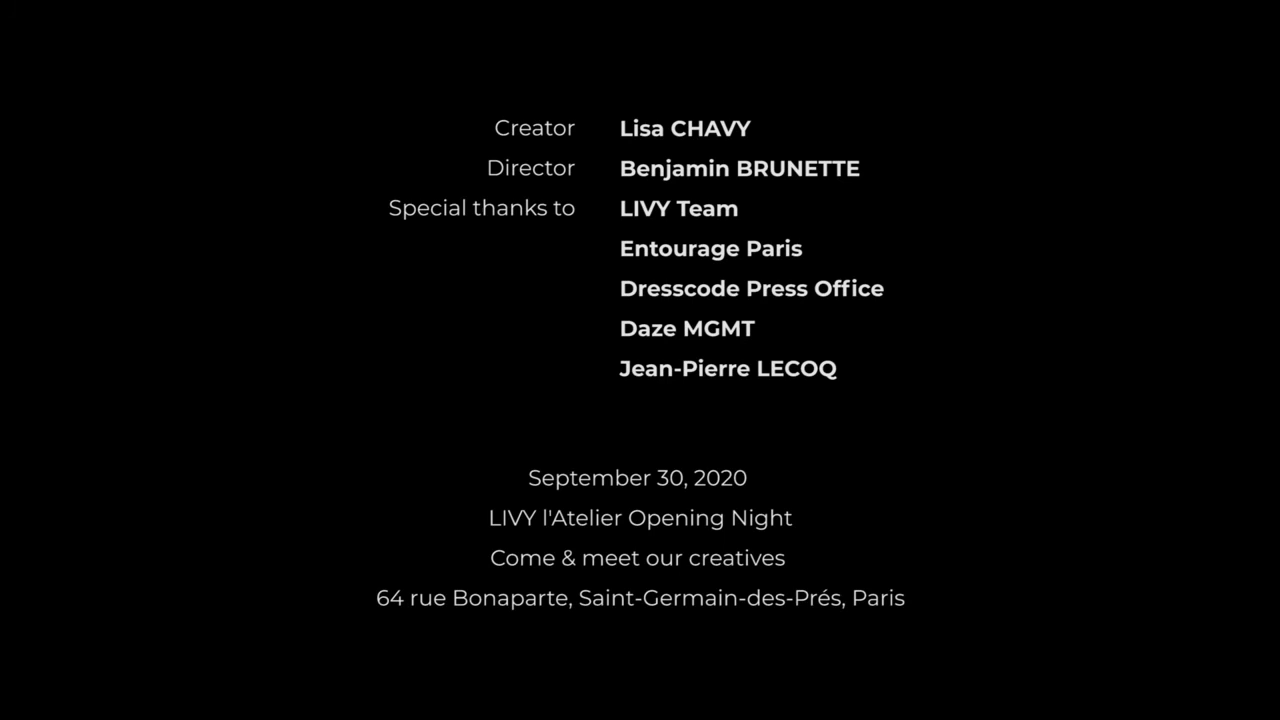 Creator Lisa CHAVY
Director Benjamin BRUNETTE
Special thanks to LIVY Team
Entourage Paris
Dresscode Press Office
Daze MGMT
Jean-Pierre LECOQ
September 30, 2020
LIVY l'Atelier Opening Night
Come & meet our creatives
64 rue Bonaparte, Saint-Germain-des-Prés, Paris